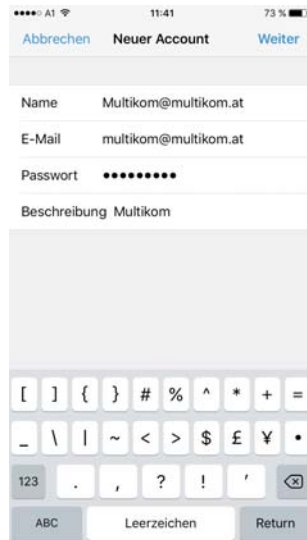 A1 11:41 73 %
Abbrechen Neuer Account Weiter
Name Multikom@multikom.at
E-Mail multikom@multikom.at
Passwort •••••••••
Beschreibung Multikom
[ ] { } # % ^ * + =
_ \ | ~ < > $ £ ¥ •
123 . , ? ! '
ABC Leerzeichen Return